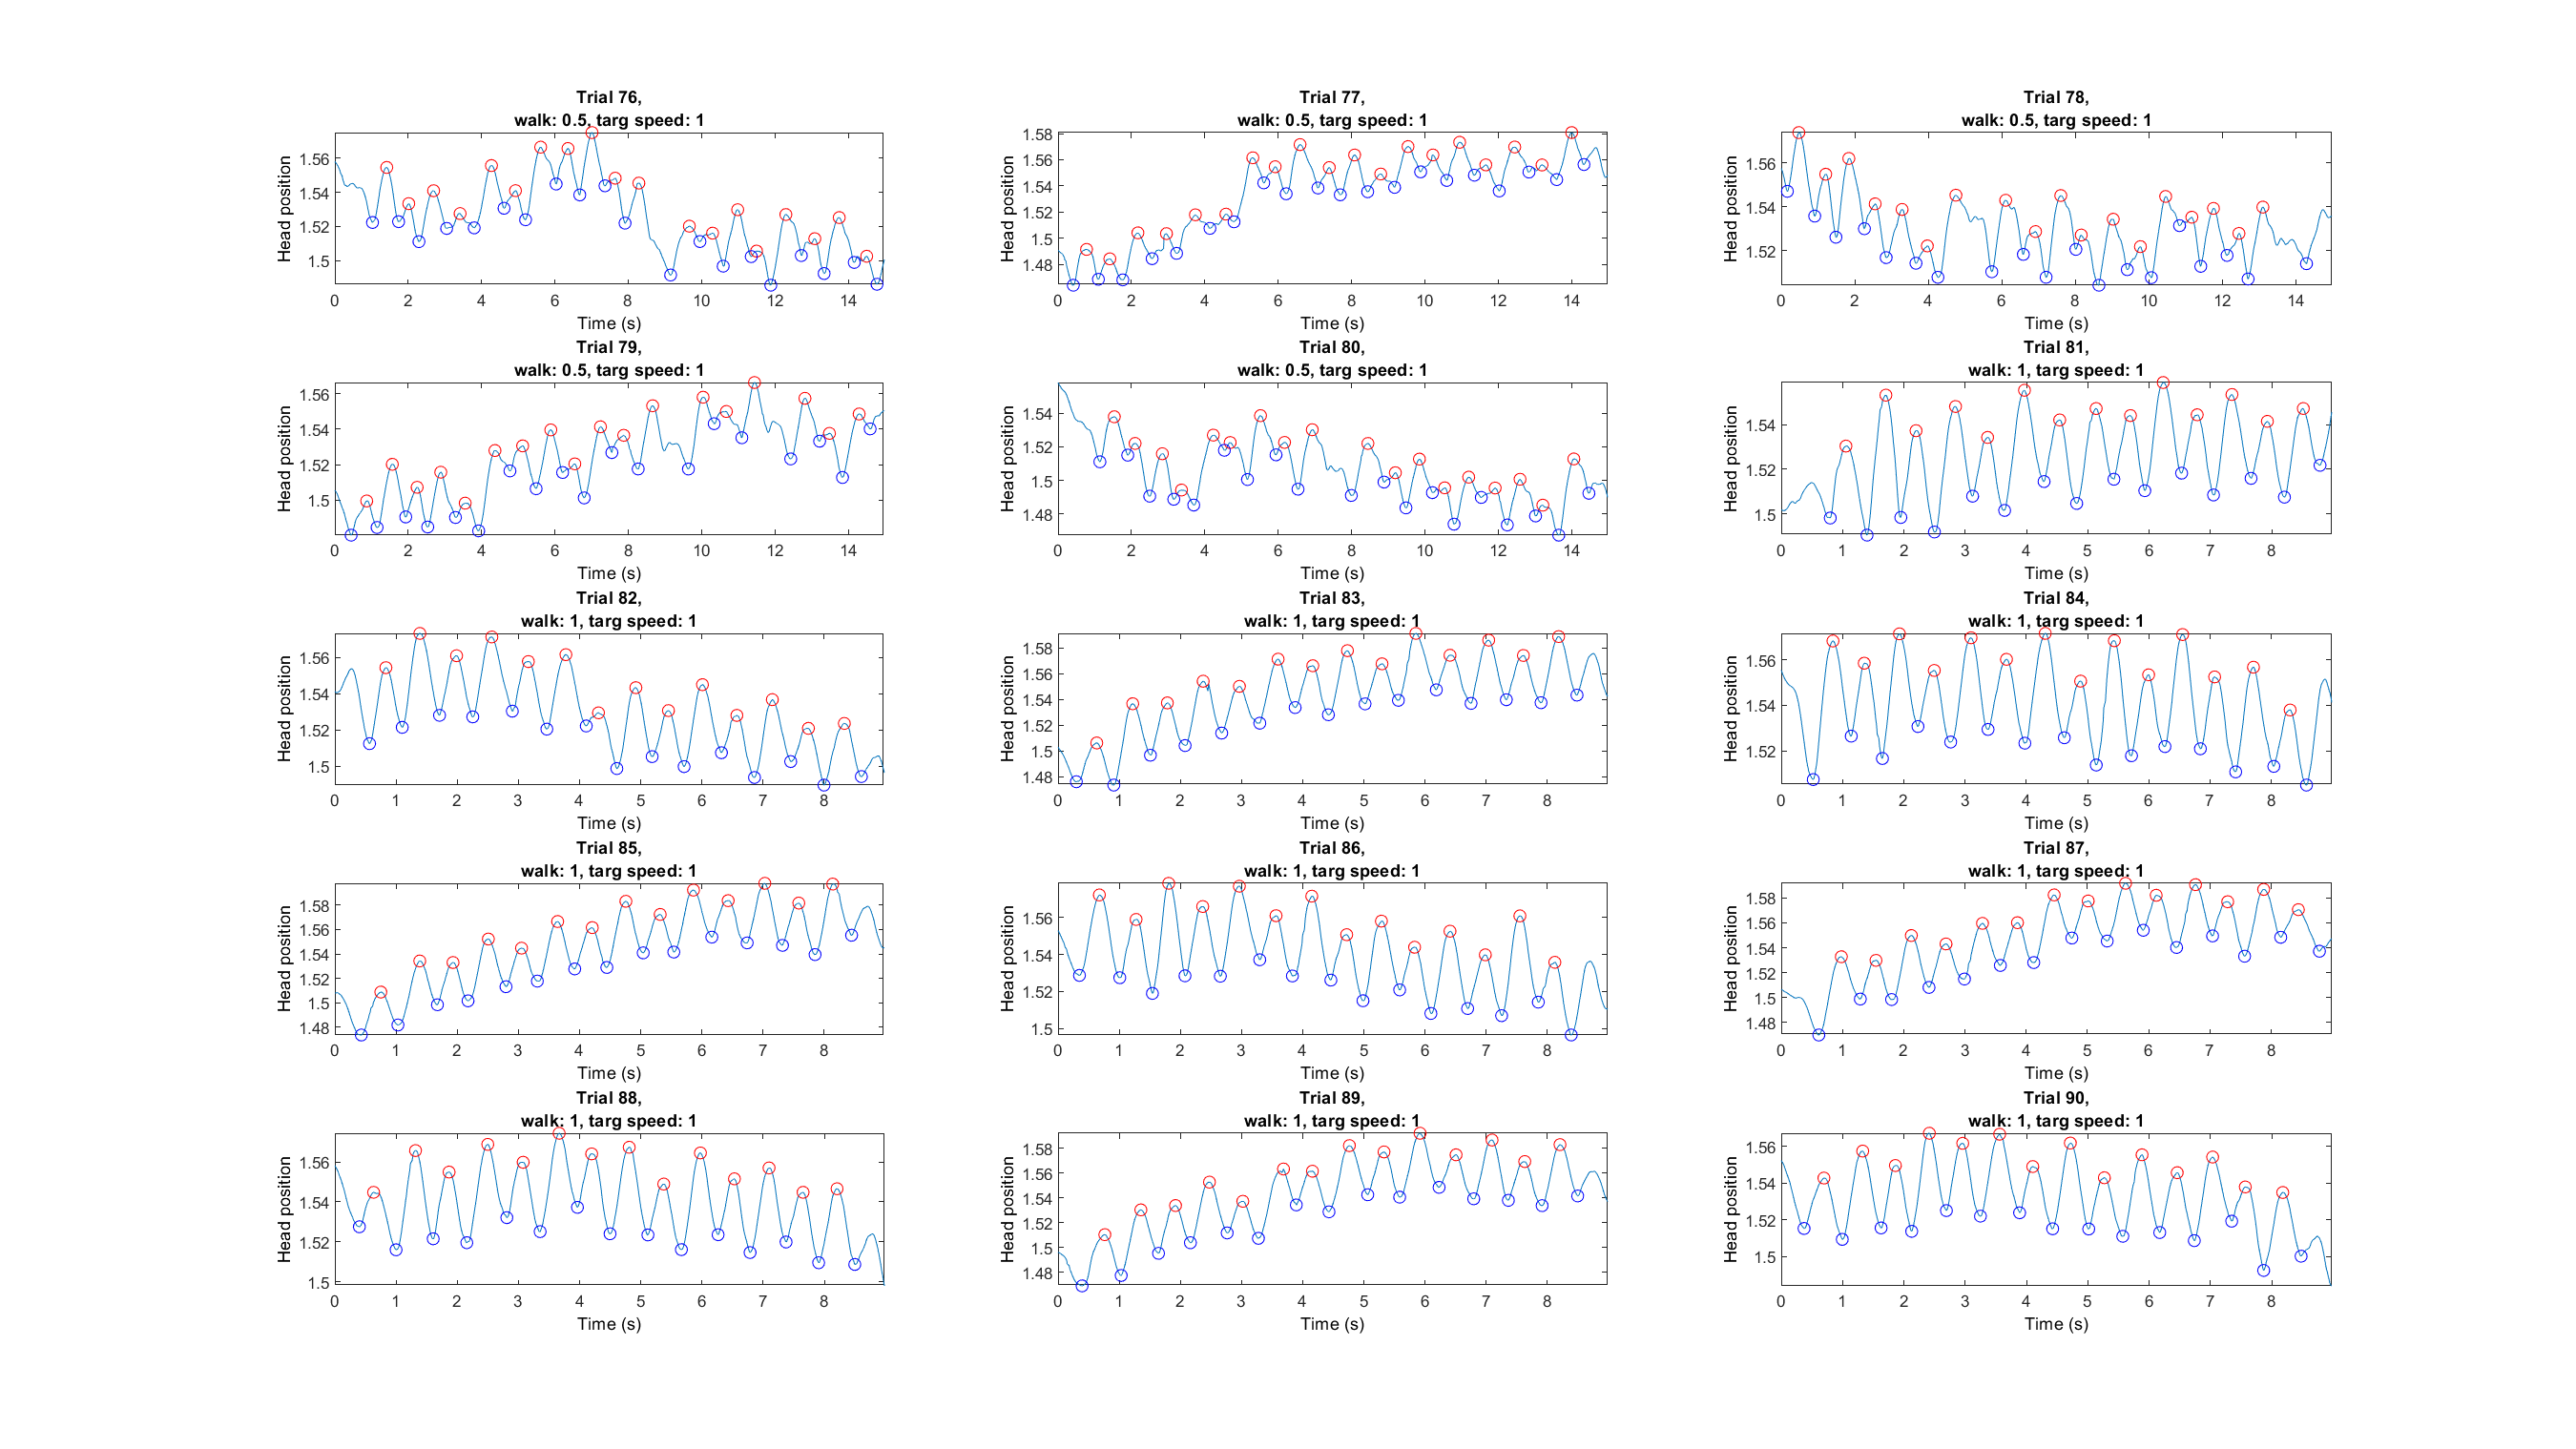 Trial 76,
walk: 0.5, targ speed: 1
Head position
1.56
1.54
1.52
1.5
0 2 4 6 8 10 12 14
Time (s)
Trial 77,
walk: 0.5, targ speed: 1
Head position
1.58
1.56
1.54
1.52
1.5
1.48
0 2 4 6 8 10 12 14
Time (s)
Trial 78,
walk: 0.5, targ speed: 1
Head position
1.56
1.54
1.52
0 2 4 6 8 10 12 14
Time (s)
Trial 79,
walk: 0.5, targ speed: 1
Head position
1.56
1.54
1.52
1.5
0 2 4 6 8 10 12 14
Time (s)
Trial 80,
walk: 0.5, targ speed: 1
Head position
1.54
1.52
1.5
1.48
0 2 4 6 8 10 12 14
Time (s)
Trial 81,
walk: 1, targ speed: 1
Head position
1.54
1.52
1.5
0 1 2 3 4 5 6 7 8
Time (s)
Trial 82,
walk: 1, targ speed: 1
Head position
1.56
1.54
1.52
1.5
0 1 2 3 4 5 6 7 8
Time (s)
Trial 83,
walk: 1, targ speed: 1
Head position
1.58
1.56
1.54
1.52
1.5
1.48
0 1 2 3 4 5 6 7 8
Time (s)
Trial 84,
walk: 1, targ speed: 1
Head position
1.56
1.54
1.52
0 1 2 3 4 5 6 7 8
Time (s)
Trial 85,
walk: 1, targ speed: 1
Head position
1.58
1.56
1.54
1.52
1.5
1.48
0 1 2 3 4 5 6 7 8
Time (s)
Trial 86,
walk: 1, targ speed: 1
Head position
1.56
1.54
1.52
1.5
0 1 2 3 4 5 6 7 8
Time (s)
Trial 87,
walk: 1, targ speed: 1
Head position
1.58
1.56
1.54
1.52
1.5
1.48
0 1 2 3 4 5 6 7 8
Time (s)
Trial 88,
walk: 1, targ speed: 1
Head position
1.56
1.54
1.52
1.5
0 1 2 3 4 5 6 7 8
Time (s)
Trial 89,
walk: 1, targ speed: 1
Head position
1.58
1.56
1.54
1.52
1.5
1.48
0 1 2 3 4 5 6 7 8
Time (s)
Trial 90,
walk: 1, targ speed: 1
Head position
1.56
1.54
1.52
1.5
0 1 2 3 4 5 6 7 8
Time (s)